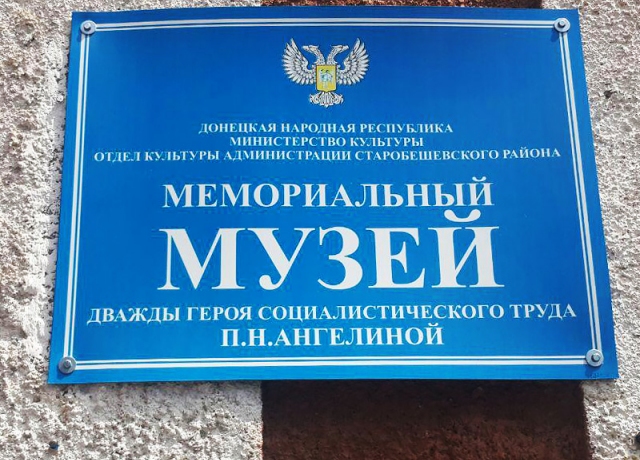 ДОНЕЦКАЯ НАРОДНАЯ РЕСПУБЛИКА
МИНИСТЕРСТВО КУЛЬТУРЫ
ОТДЕЛ КУЛЬТУРЫ АДМИНИСТРАЦИИ СТАРОБЕШЕВСКОГО РАЙОНА
МЕМОРИАЛЬНЫЙ
МУЗЕЙ
ДВАЖДЫ ГЕРОЯ СОЦИАЛИСТИЧЕСКОГО ТРУДА
П.Н.АНГЕЛИНОЙ